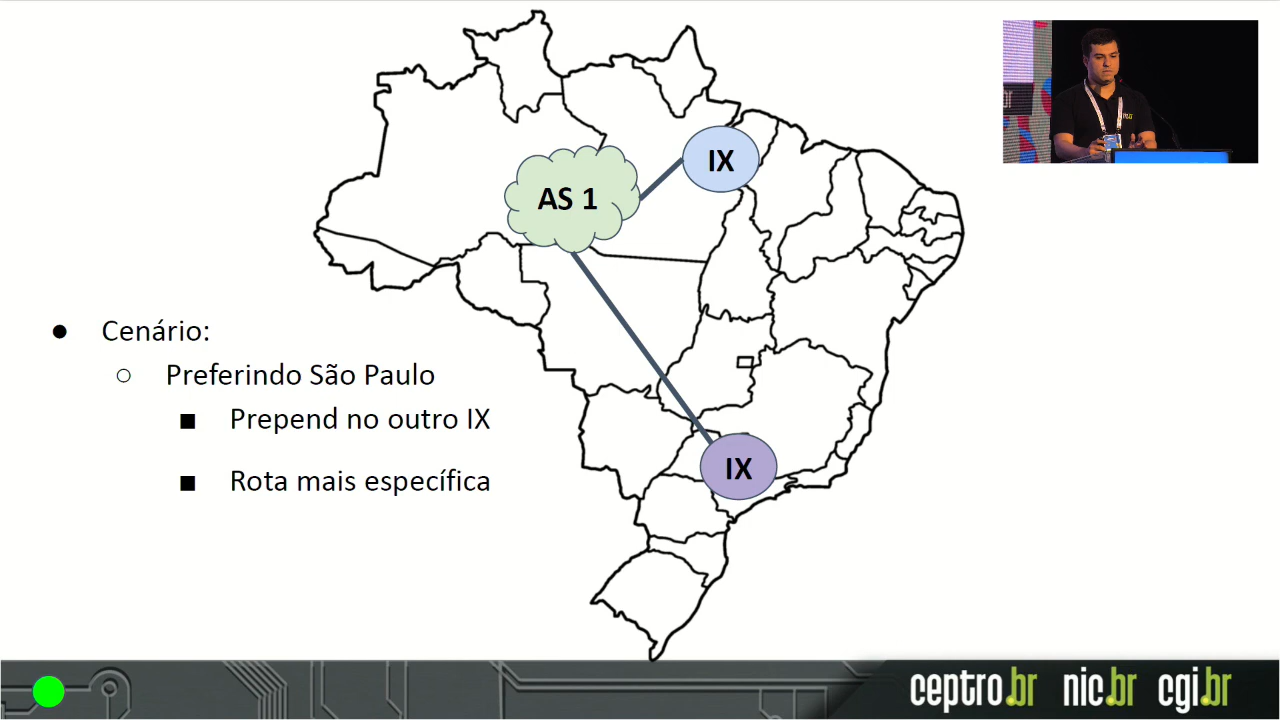 IX
AS 1
Cenário:
Preferindo São Paulo
Prepend no outro IX
IX
Rota mais específica
ceptro.br nic.br cgi.br